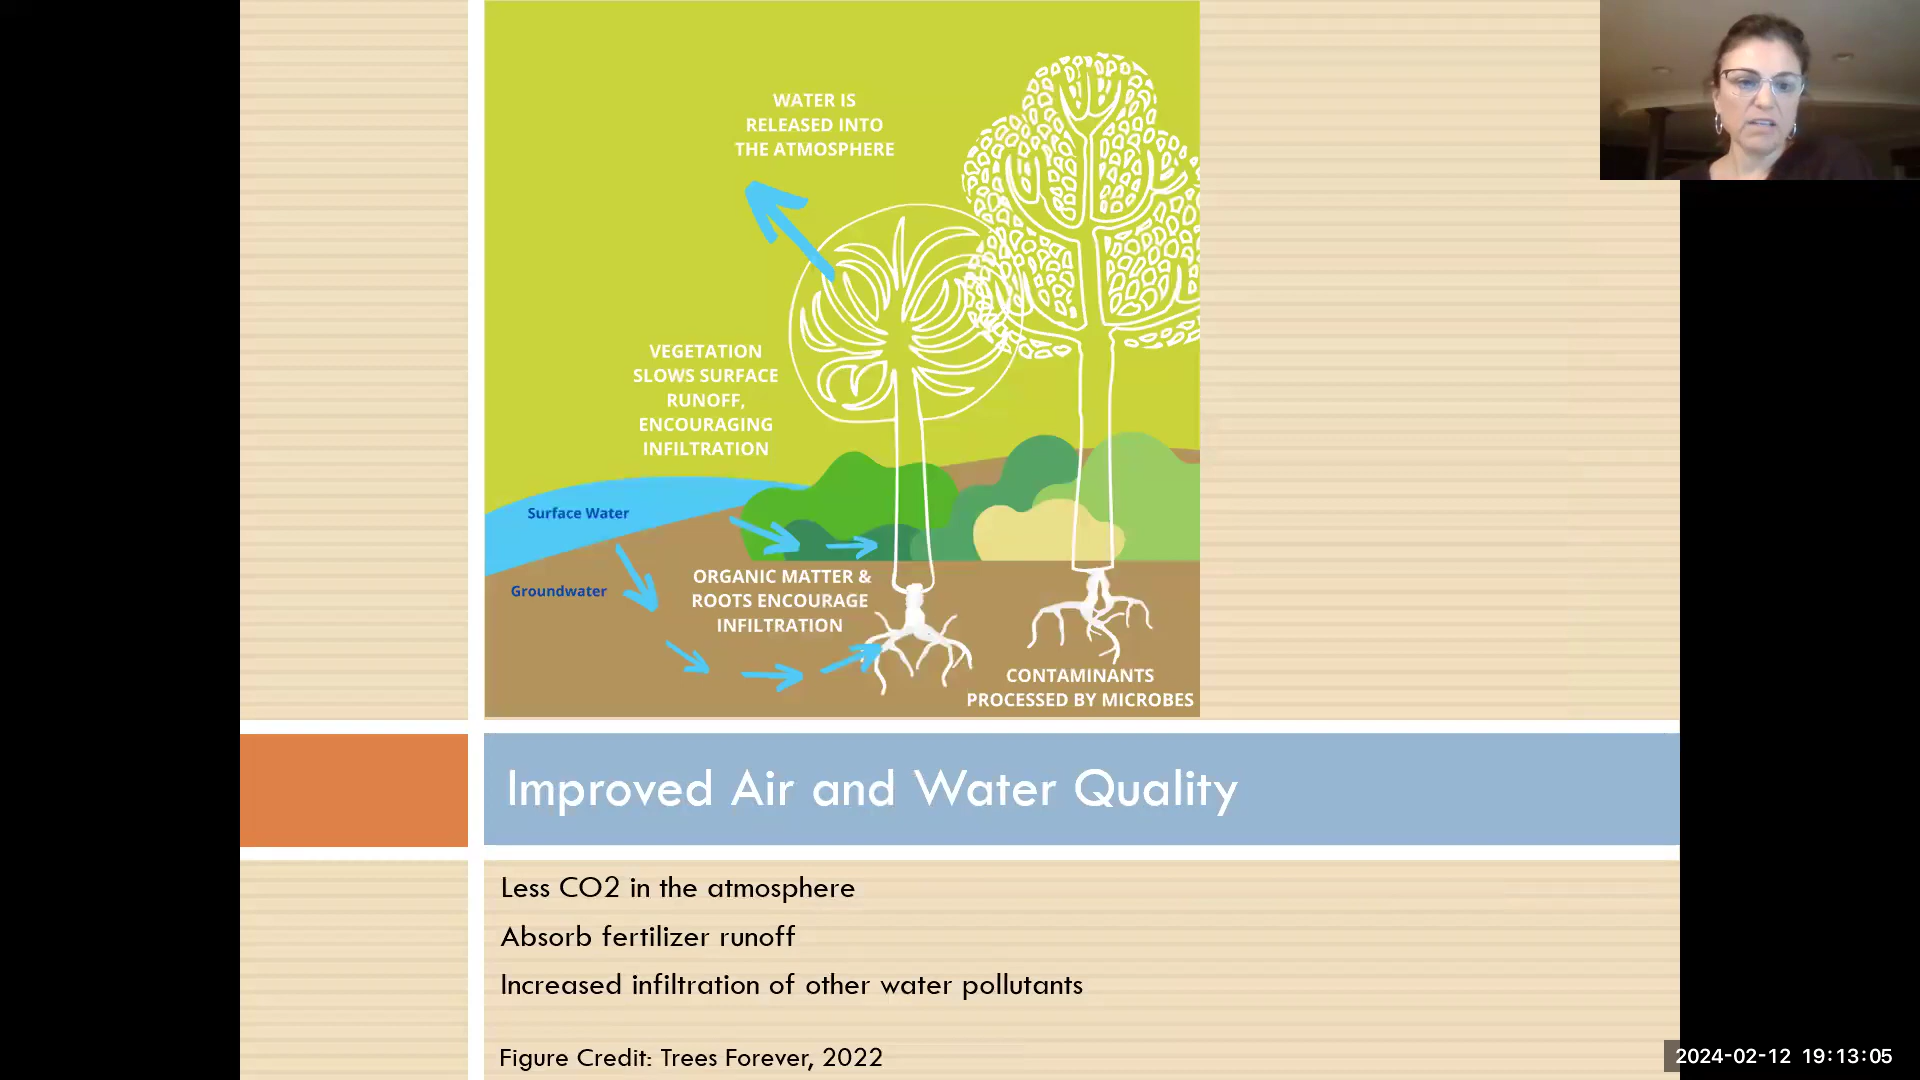 WATER IS
RELEASED INTO
THE ATMOSPHERE
VEGETATION
SLOWS SURFACE
RUNOFF,
ENCOURAGING
INFILTRATION
Surface Water
Groundwater
ORGANIC MATTER &
ROOTS ENCOURAGE
INFILTRATION
CONTAMINANTS
PROCESSED BY MICROBES
Improved Air and Water Quality
Less CO2 in the atmosphere
Absorb fertilizer runoff
Increased infiltration of other water pollutants
Figure Credit: Trees Forever, 2022
2024-02-12 19:13:05